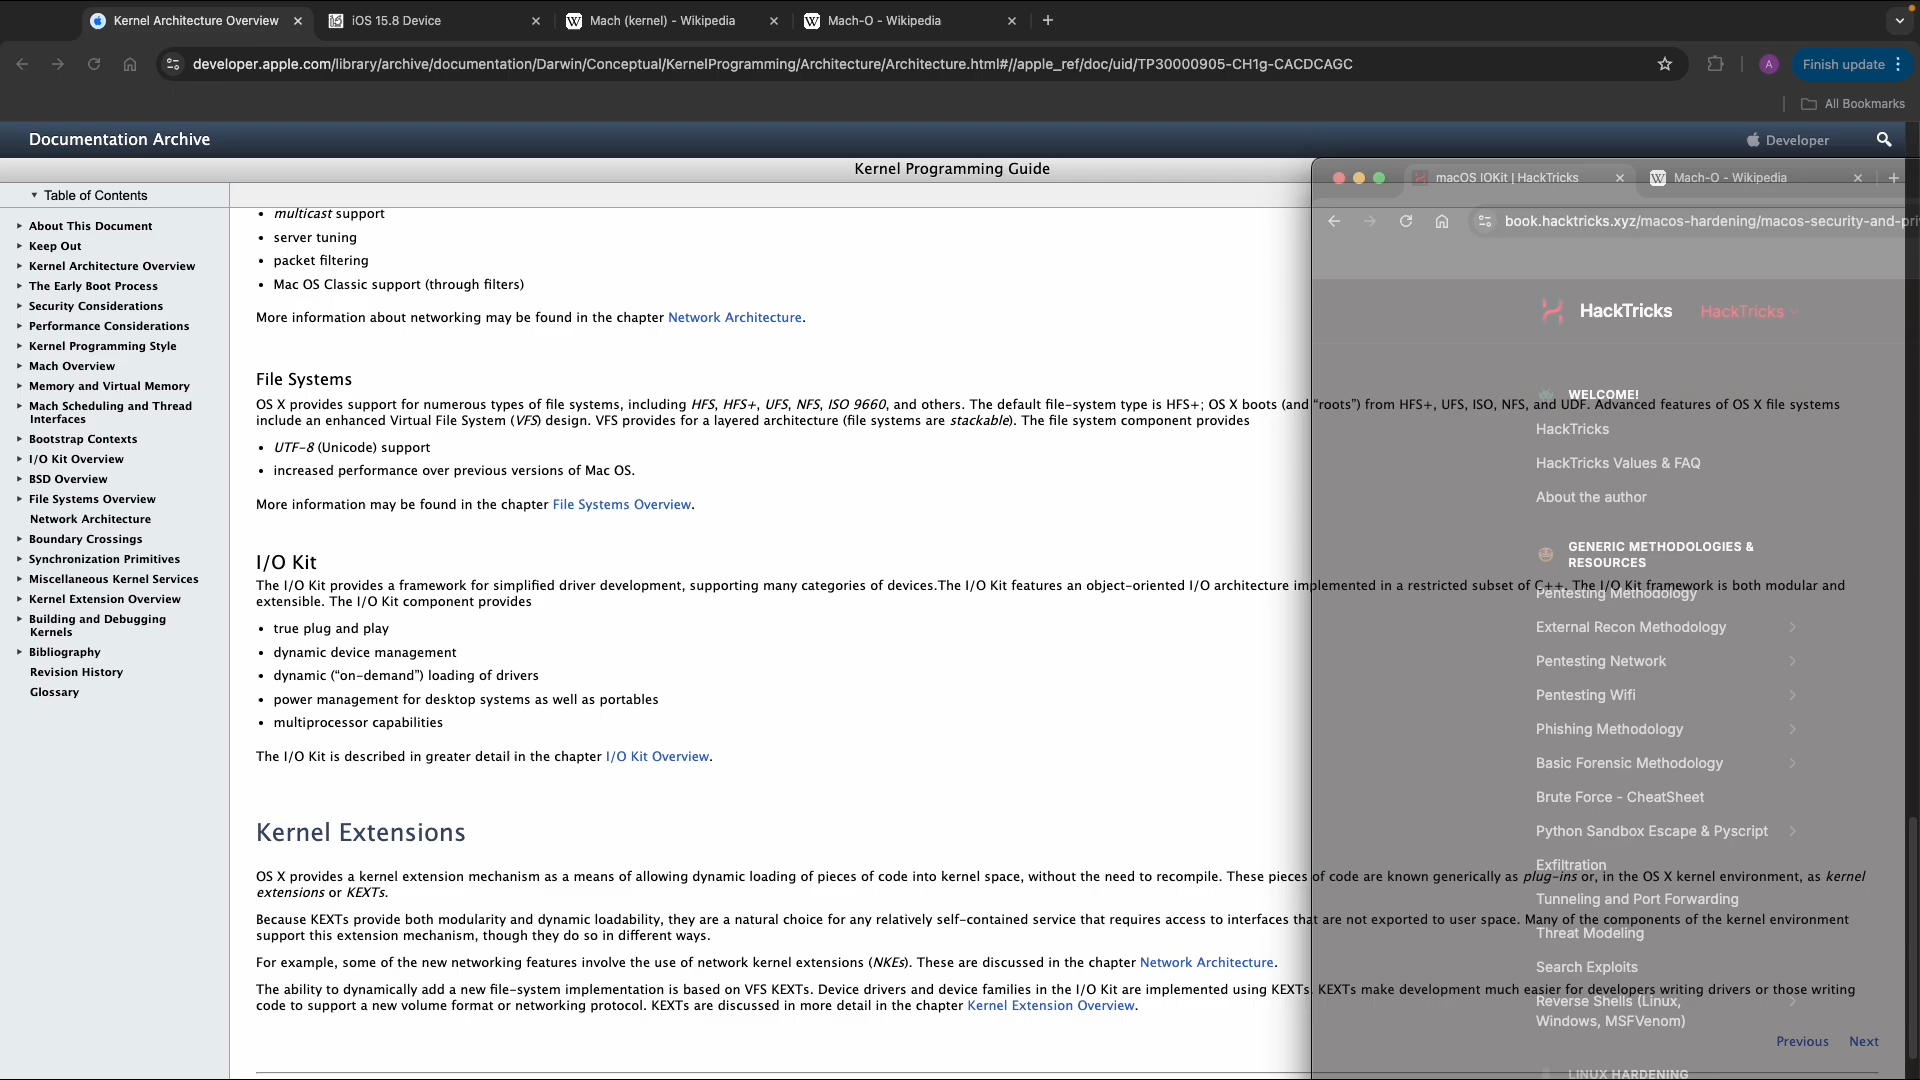 Kernel Architecture Overview
iOS 15.8 Device
Mach (kernel) - Wikipedia
Mach-O - Wikipedia
developer.apple.com/library/archive/documentation/Darwin/Conceptual/KernelProgramming/Architecture/Architecture.html#//apple_ref/doc/uid/TP30000905-CH1g-CACDCAGC
A
Finish update
All Bookmarks
Documentation Archive
Developer
Kernel Programming Guide
Table of Contents
About This Document
Keep Out
Kernel Architecture Overview
The Early Boot Process
Security Considerations
Performance Considerations
Kernel Programming Style
Mach Overview
Memory and Virtual Memory
Mach Scheduling and Thread
Interfaces
Bootstrap Contexts
I/O Kit Overview
BSD Overview
File Systems Overview
Network Architecture
Boundary Crossings
Synchronization Primitives
Miscellaneous Kernel Services
Kernel Extension Overview
Building and Debugging
Kernels
Bibliography
Revision History
Glossary
• multicast support
• server tuning
• packet filtering
• Mac OS Classic support (through filters)
More information about networking may be found in the chapter Network Architecture.
File Systems
OS X provides support for numerous types of file systems, including HFS, HFS+, UFS, NFS, ISO 9660, and others. The default file-system type is HFS+; OS X boots (and “roots”) from HFS+, UFS, ISO, NFS, and UDF. Advanced features of OS X file systems
include an enhanced Virtual File System (VFS) design. VFS provides for a layered architecture (file systems are stackable). The file system component provides
• UTF-8 (Unicode) support
• increased performance over previous versions of Mac OS.
More information may be found in the chapter File Systems Overview.
I/O Kit
The I/O Kit provides a framework for simplified driver development, supporting many categories of devices.The I/O Kit features an object-oriented I/O architecture implemented in a restricted subset of C++. The I/O Kit framework is both modular and
extensible. The I/O Kit component provides
• true plug and play
• dynamic device management
• dynamic (“on-demand”) loading of drivers
• power management for desktop systems as well as portables
• multiprocessor capabilities
The I/O Kit is described in greater detail in the chapter I/O Kit Overview.
Kernel Extensions
OS X provides a kernel extension mechanism as a means of allowing dynamic loading of pieces of code into kernel space, without the need to recompile. These pieces of code are known generically as plug-ins or, in the OS X kernel environment, as kernel
extensions or KEXTs.
Because KEXTs provide both modularity and dynamic loadability, they are a natural choice for any relatively self-contained service that requires access to interfaces that are not exported to user space. Many of the components of the kernel environment
support this extension mechanism, though they do so in different ways.
For example, some of the new networking features involve the use of network kernel extensions (NKEs). These are discussed in the chapter Network Architecture.
The ability to dynamically add a new file-system implementation is based on VFS KEXTs. Device drivers and device families in the I/O Kit are implemented using KEXTs. KEXTs make development much easier for developers writing drivers or those writing
code to support a new volume format or networking protocol. KEXTs are discussed in more detail in the chapter Kernel Extension Overview.
Previous Next
macOS IOKit | HackTricks
Mach-O - Wikipedia
book.hacktricks.xyz/macos-hardening/macos-security-and-pri
HackTricks
HackTricks
WELCOME!
HackTricks
HackTricks Values & FAQ
About the author
GENERIC METHODOLOGIES &
RESOURCES
Pentesting Methodology
External Recon Methodology
Pentesting Network
Pentesting Wifi
Phishing Methodology
Basic Forensic Methodology
Brute Force - CheatSheet
Python Sandbox Escape & Pyscript
Exfiltration
Tunneling and Port Forwarding
Threat Modeling
Search Exploits
Reverse Shells (Linux,
Windows, MSFVenom)
LINUX HARDENING